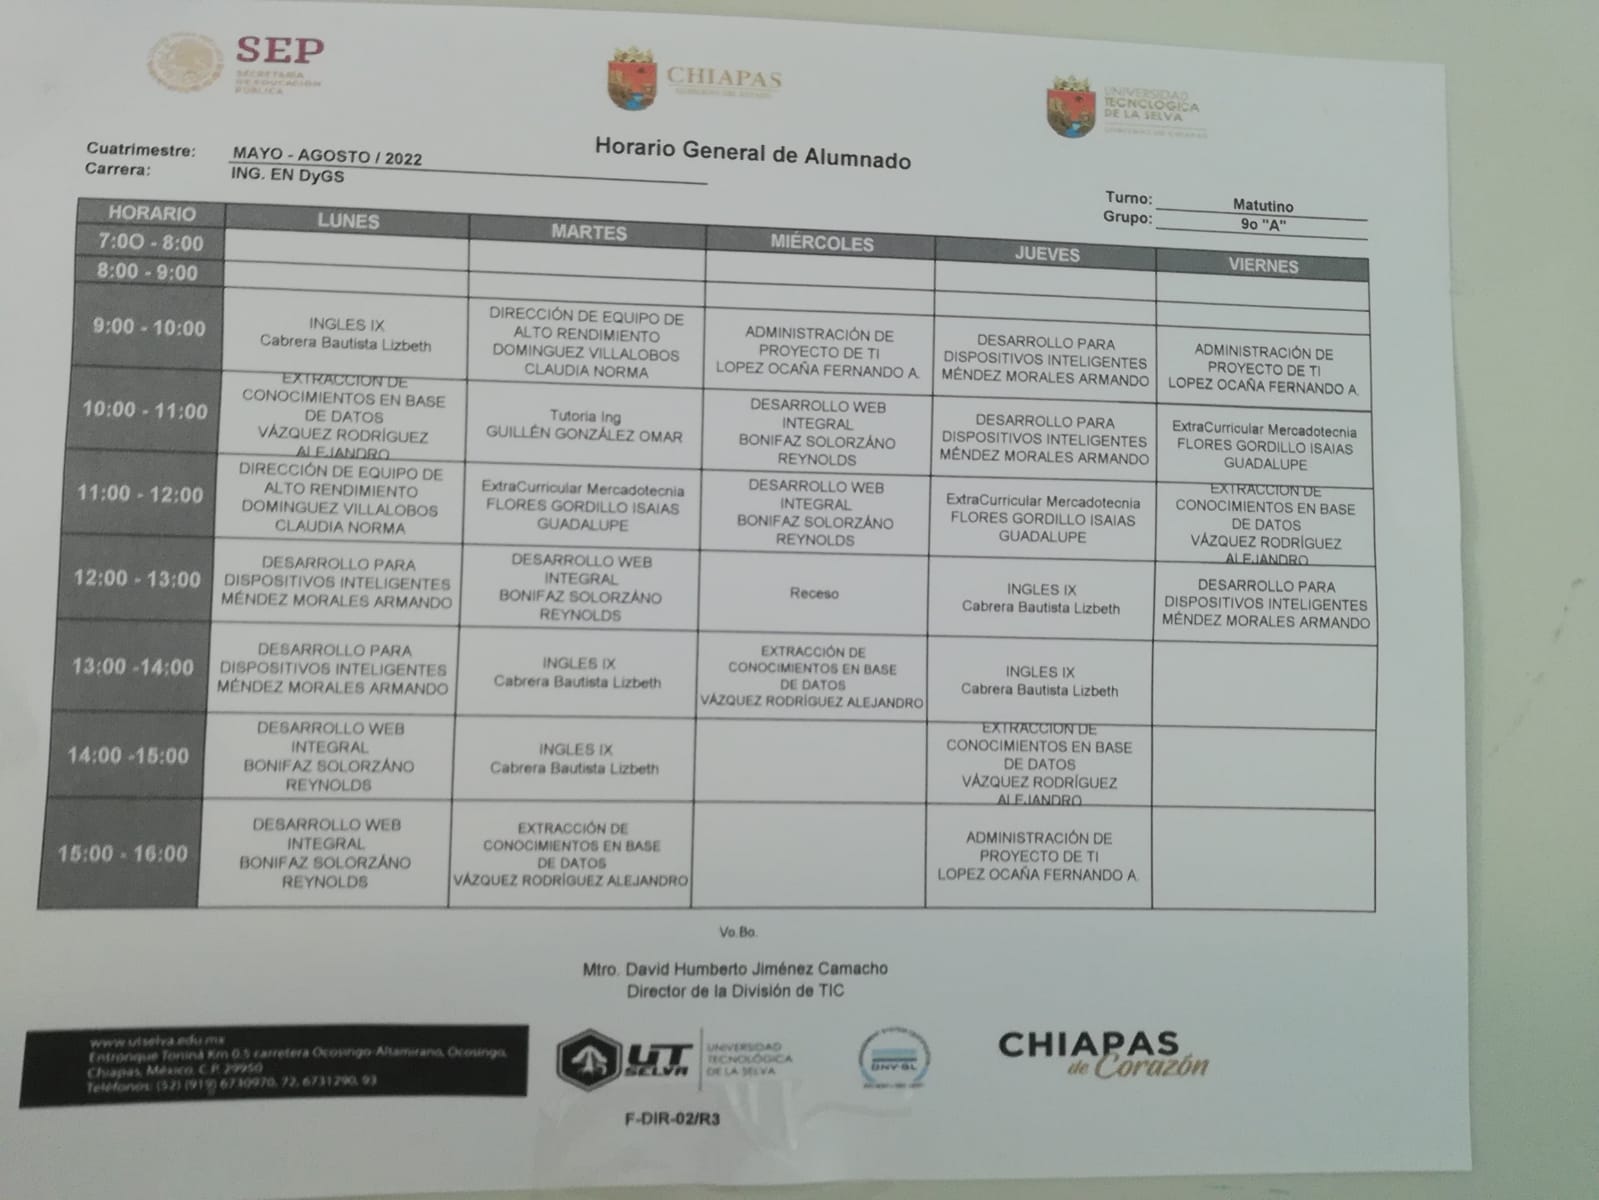 SEP
SECRETARÍA
DE EDUCACIÓN
PÚBLICA
CHIAPAS
GOBIERNO DEL ESTADO
UNIVERSIDAD
TECNOLÓGICA
DE LA SELVA
GOBIERNO DE CHIAPAS
Horario General de Alumnado
Cuatrimestre: MAYO - AGOSTO / 2022
Carrera: ING. EN DyGS
Turno: Matutino
Grupo: 9o "A"
HORARIO LUNES MARTES MIÉRCOLES JUEVES VIERNES
7:00 - 8:00
8:00 - 9:00
9:00 - 10:00
INGLES IX
Cabrera Bautista Lizbeth
DIRECCIÓN DE EQUIPO DE
ALTO RENDIMIENTO
DOMINGUEZ VILLALOBOS
CLAUDIA NORMA
ADMINISTRACIÓN DE
PROYECTO DE TI
LOPEZ OCAÑA FERNANDO A.
DESARROLLO PARA
DISPOSITIVOS INTELIGENTES
MÉNDEZ MORALES ARMANDO
ADMINISTRACIÓN DE
PROYECTO DE TI
LOPEZ OCAÑA FERNANDO A.
10:00 - 11:00
EXTRACCIÓN DE
CONOCIMIENTOS EN BASE
DE DATOS
VÁZQUEZ RODRÍGUEZ
ALEJANDRO
Tutoria Ing
GUILLÉN GONZÁLEZ OMAR
DESARROLLO WEB
INTEGRAL
BONIFAZ SOLORZÁNO
REYNOLDS
DESARROLLO PARA
DISPOSITIVOS INTELIGENTES
MÉNDEZ MORALES ARMANDO
ExtraCurricular Mercadotecnia
FLORES GORDILLO ISAIAS
GUADALUPE
11:00 - 12:00
DIRECCIÓN DE EQUIPO DE
ALTO RENDIMIENTO
DOMINGUEZ VILLALOBOS
CLAUDIA NORMA
ExtraCurricular Mercadotecnia
FLORES GORDILLO ISAIAS
GUADALUPE
DESARROLLO WEB
INTEGRAL
BONIFAZ SOLORZÁNO
REYNOLDS
ExtraCurricular Mercadotecnia
FLORES GORDILLO ISAIAS
GUADALUPE
EXTRACCIÓN DE
CONOCIMIENTOS EN BASE
DE DATOS
VÁZQUEZ RODRÍGUEZ
ALEJANDRO
12:00 - 13:00
DESARROLLO PARA
DISPOSITIVOS INTELIGENTES
MÉNDEZ MORALES ARMANDO
DESARROLLO WEB
INTEGRAL
BONIFAZ SOLORZÁNO
REYNOLDS
Receso
INGLES IX
Cabrera Bautista Lizbeth
DESARROLLO PARA
DISPOSITIVOS INTELIGENTES
MÉNDEZ MORALES ARMANDO
13:00 -14:00
DESARROLLO PARA
DISPOSITIVOS INTELIGENTES
MÉNDEZ MORALES ARMANDO
INGLES IX
Cabrera Bautista Lizbeth
EXTRACCIÓN DE
CONOCIMIENTOS EN BASE
DE DATOS
VÁZQUEZ RODRÍGUEZ ALEJANDRO
INGLES IX
Cabrera Bautista Lizbeth
14:00 -15:00
DESARROLLO WEB
INTEGRAL
BONIFAZ SOLORZÁNO
REYNOLDS
INGLES IX
Cabrera Bautista Lizbeth
EXTRACCIÓN DE
CONOCIMIENTOS EN BASE
DE DATOS
VÁZQUEZ RODRÍGUEZ
ALEJANDRO
15:00 - 16:00
DESARROLLO WEB
INTEGRAL
BONIFAZ SOLORZÁNO
REYNOLDS
EXTRACCIÓN DE
CONOCIMIENTOS EN BASE
DE DATOS
VÁZQUEZ RODRÍGUEZ ALEJANDRO
ADMINISTRACIÓN DE
PROYECTO DE TI
LOPEZ OCAÑA FERNANDO A.
Vo.Bo.
Mtro. David Humberto Jiménez Camacho
Director de la División de TIC
www.utselva.edu.mx
Entronque Toniná Km 0.5 carretera Ocosingo-Altamirano, Ocosingo,
Chiapas, México. C.P. 29950
Teléfonos: (52) (919) 6730970, 72, 6731290, 93
UT
SELVA
UNIVERSIDAD
TECNOLÓGICA
DE LA SELVA
DNV·GL
CHIAPAS
de Corazón
F-DIR-02/R3